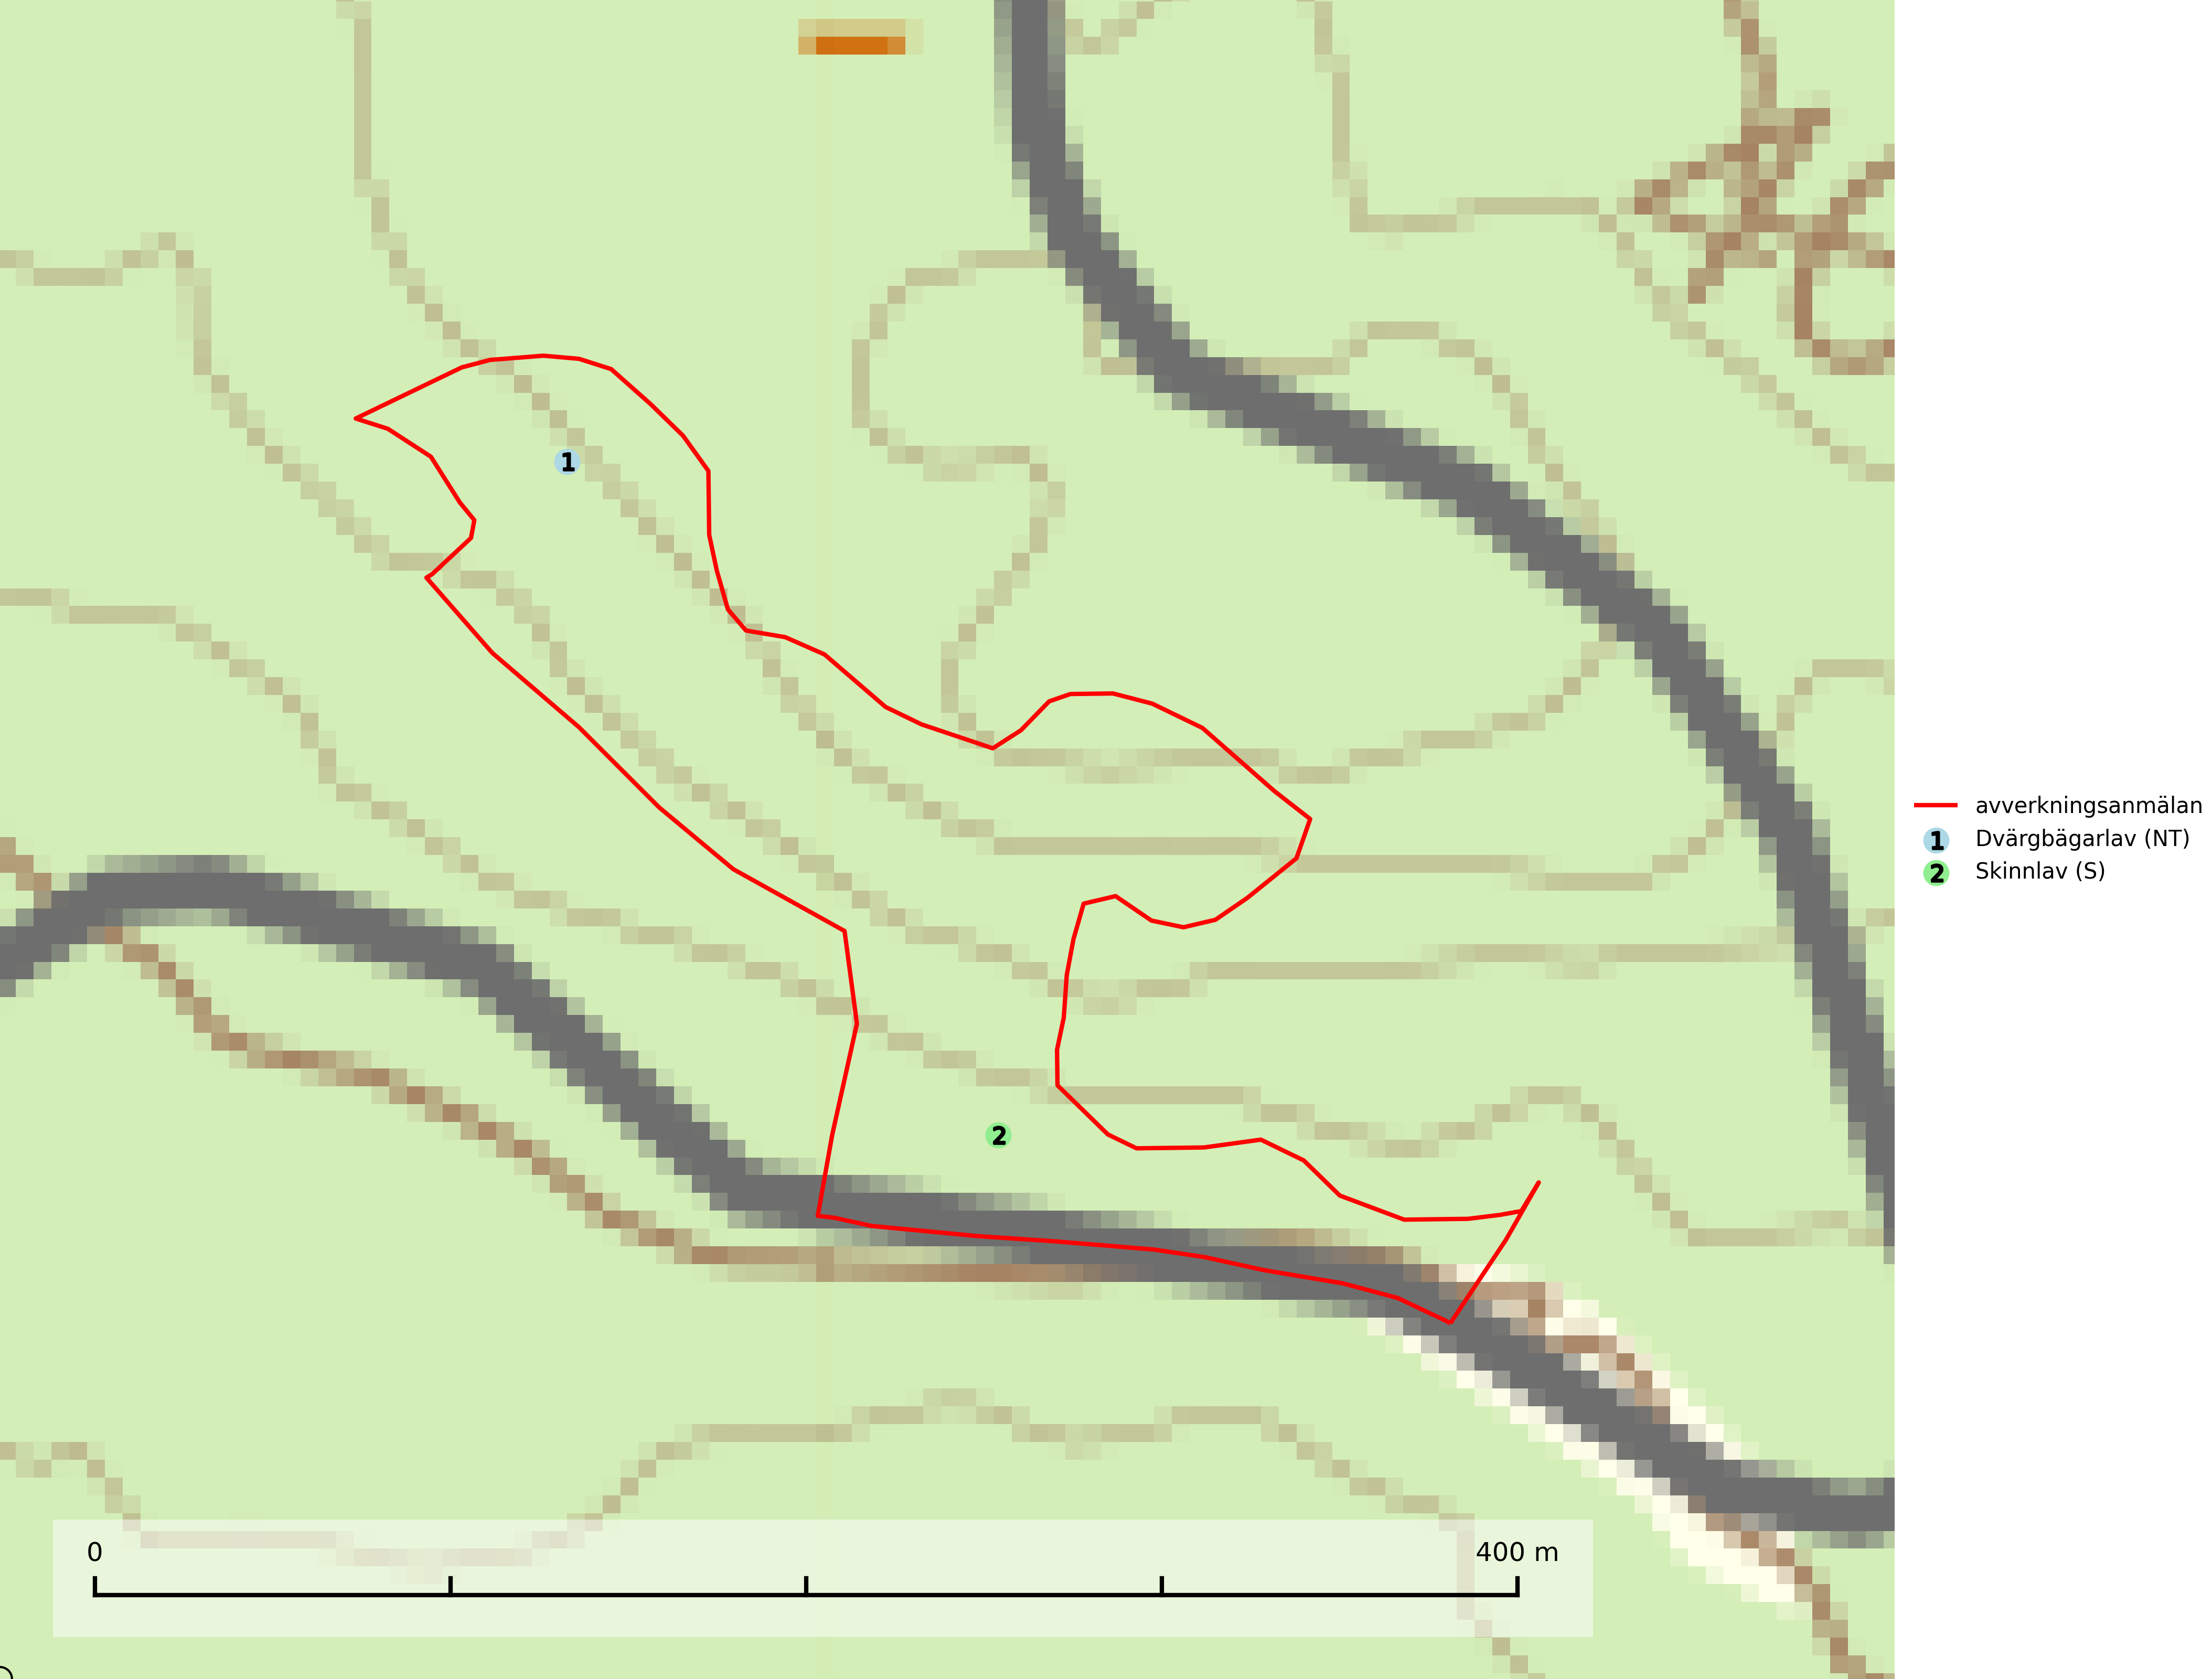 1
2
avverkningsanmälan
1 Dvärgbägarlav (NT)
2 Skinnlav (S)
0 400 m